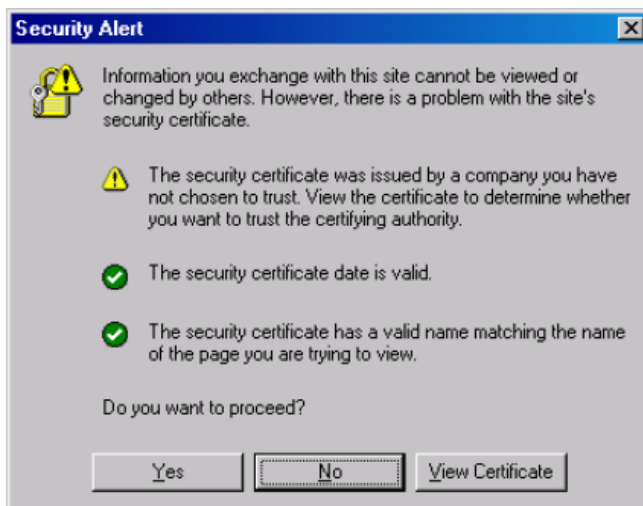 Security Alert
Information you exchange with this site cannot be viewed or
changed by others. However, there is a problem with the site's
security certificate.
The security certificate was issued by a company you have
not chosen to trust. View the certificate to determine whether
you want to trust the certifying authority.
The security certificate date is valid.
The security certificate has a valid name matching the name
of the page you are trying to view.
Do you want to proceed?
Yes No View Certificate